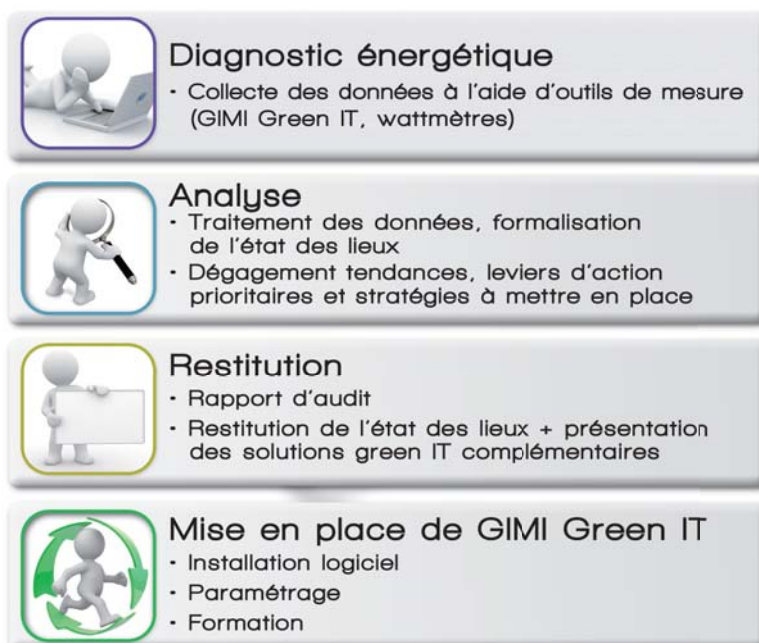 Diagnostic énergétique
· Collecte des données à l'aide d'outils de mesure
(GIMI Green IT, wattmètres)
Analyse
· Traitement des données, formalisation
de l'état des lieux
· Dégagement tendances, leviers d'action
prioritaires et stratégies à mettre en place
Restitution
· Rapport d'audit
· Restitution de l'état des lieux + présentation
des solutions green IT complémentaires
Mise en place de GIMI Green IT
· Installation logiciel
· Paramétrage
· Formation